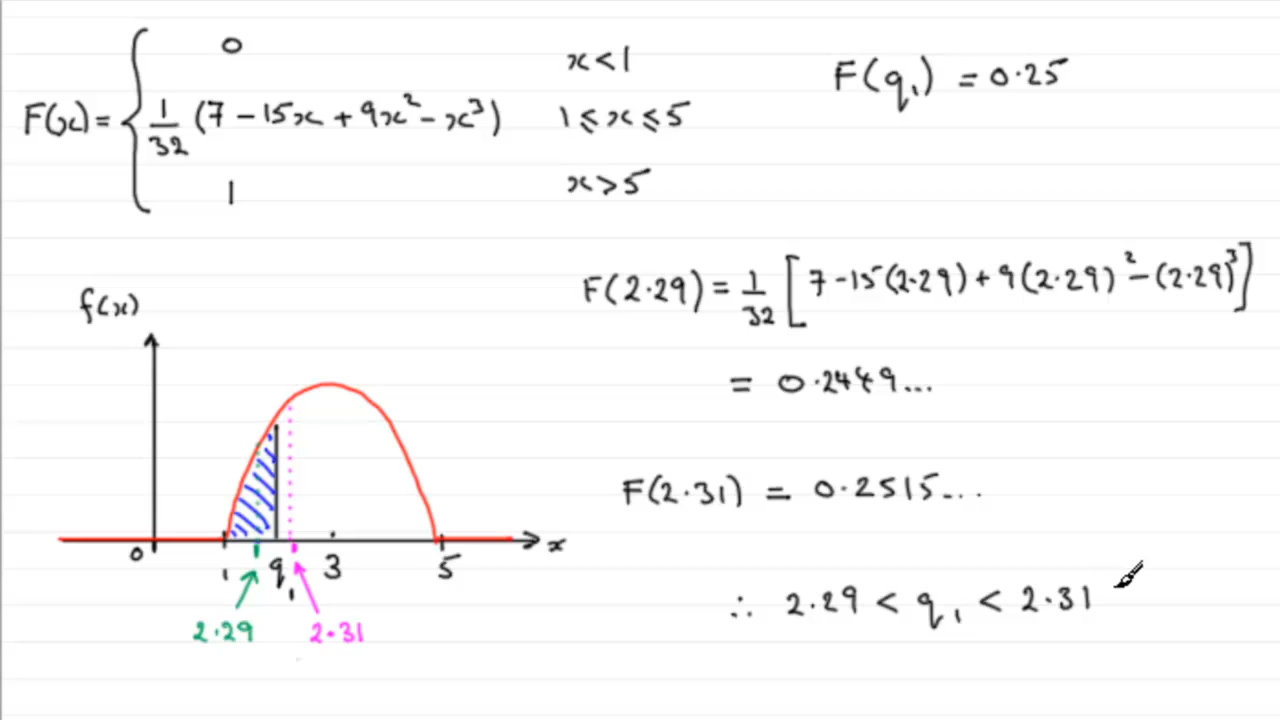 0 x < 1
F(x) = { 1/32 (7 - 15x + 9x² - x³) 1 ≤ x ≤ 5
1 x > 5
F(q₁) = 0.25
F(2.29) = 1/32 [7 - 15(2.29) + 9(2.29)² - (2.29)³]
= 0.2449...
F(2.31) = 0.2515...
∴ 2.29 < q₁ < 2.31
f(x)
0 1 q₁ 3 5 x
2.29 2.31